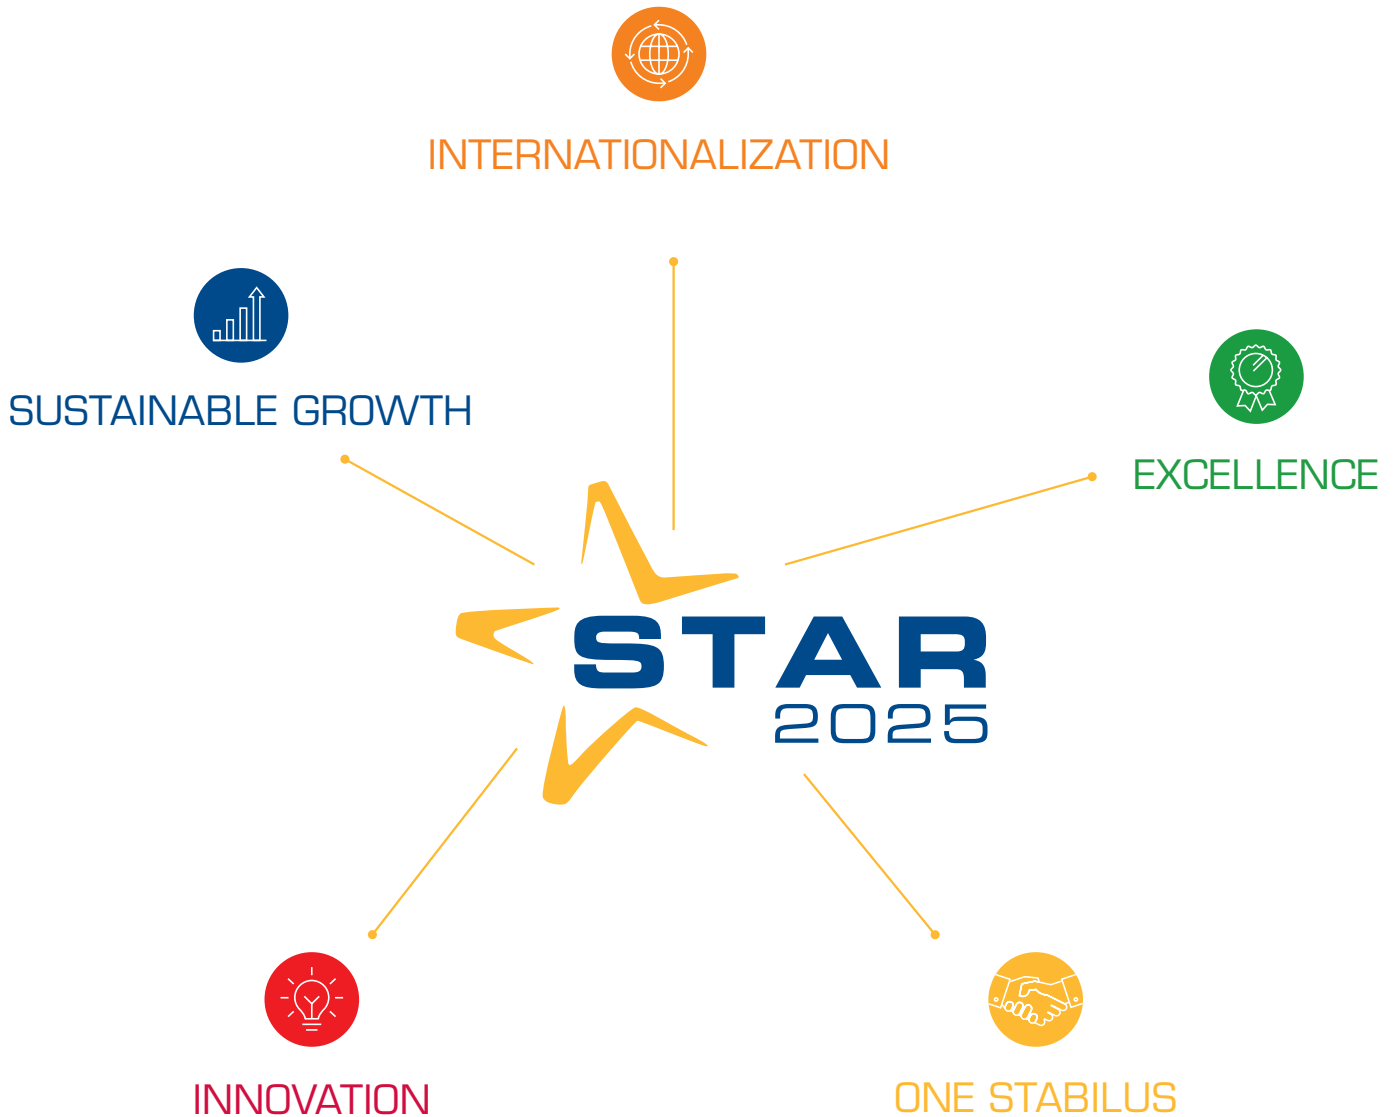 INTERNATIONALIZATION
SUSTAINABLE GROWTH
EXCELLENCE
STAR
2025
INNOVATION
ONE STABILUS